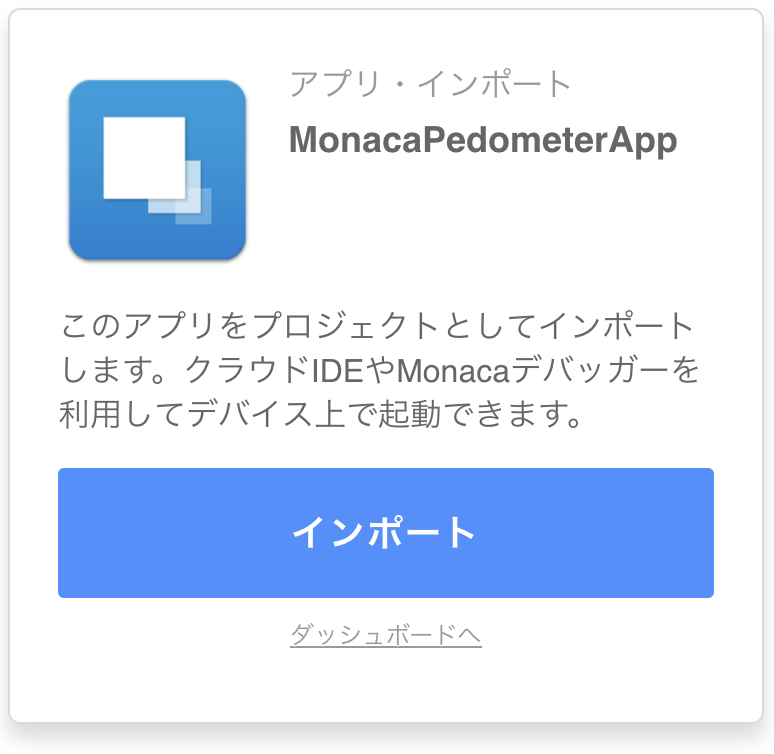 アプリ・インポート
MonacaPedometerApp
このアプリをプロジェクトとしてインポート
します。クラウドIDEやMonacaデバッガーを
利用してデバイス上で起動できます。
インポート
ダッシュボードへ